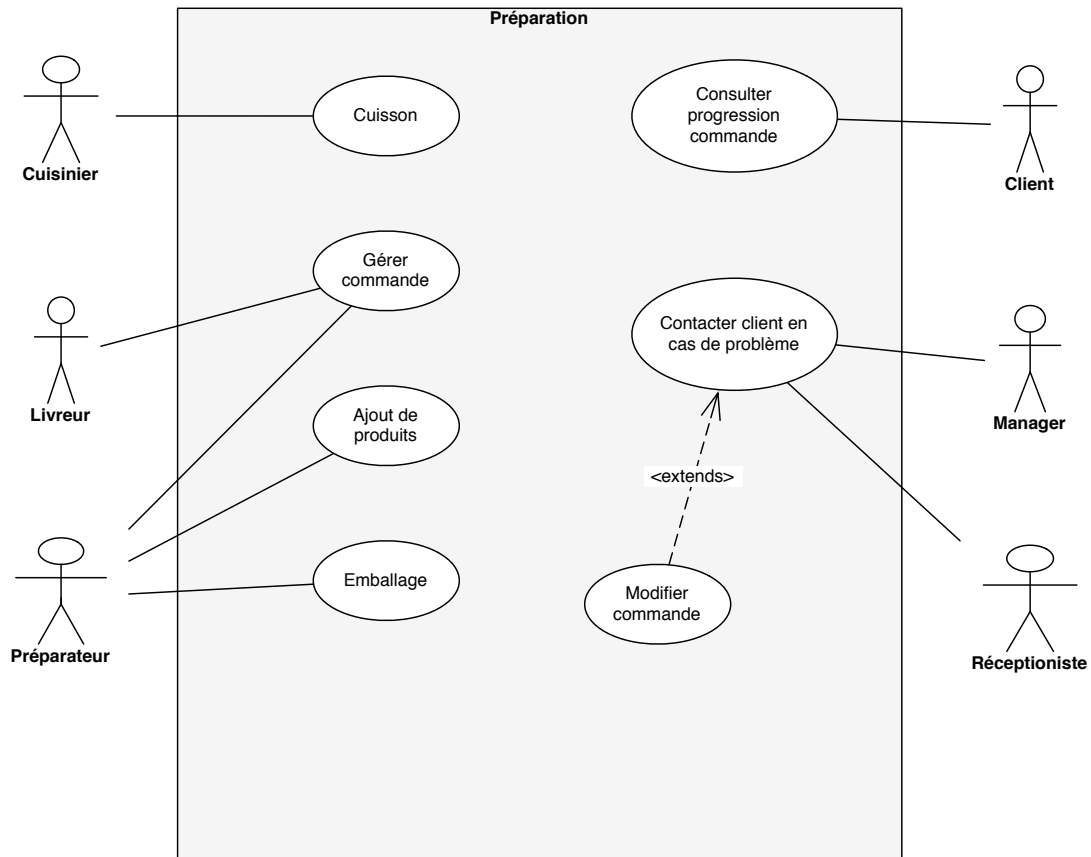 Préparation
Cuisson
Consulter
progression
commande
Cuisinier
Client
Gérer
commande
Contacter client en
cas de problème
Livreur
Manager
Ajout de
produits
<extends>
Emballage
Modifier
commande
Préparateur
Réceptioniste